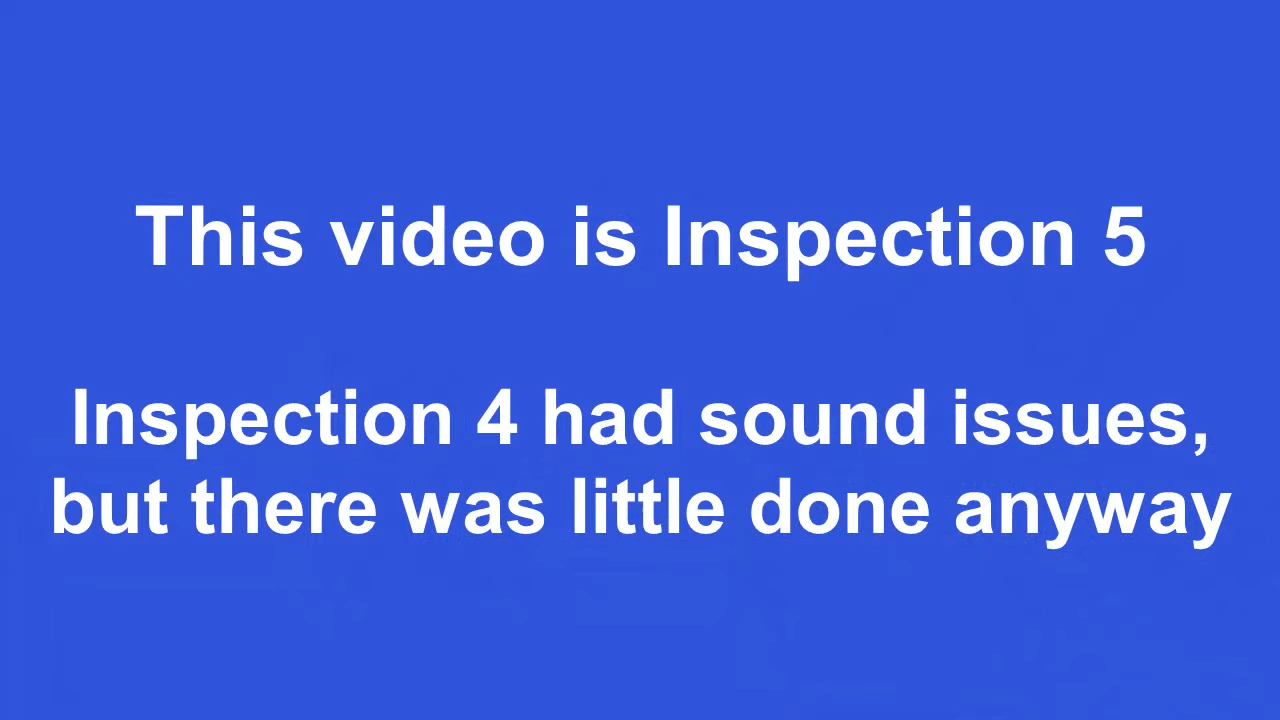 This video is Inspection 5
Inspection 4 had sound issues,
but there was little done anyway